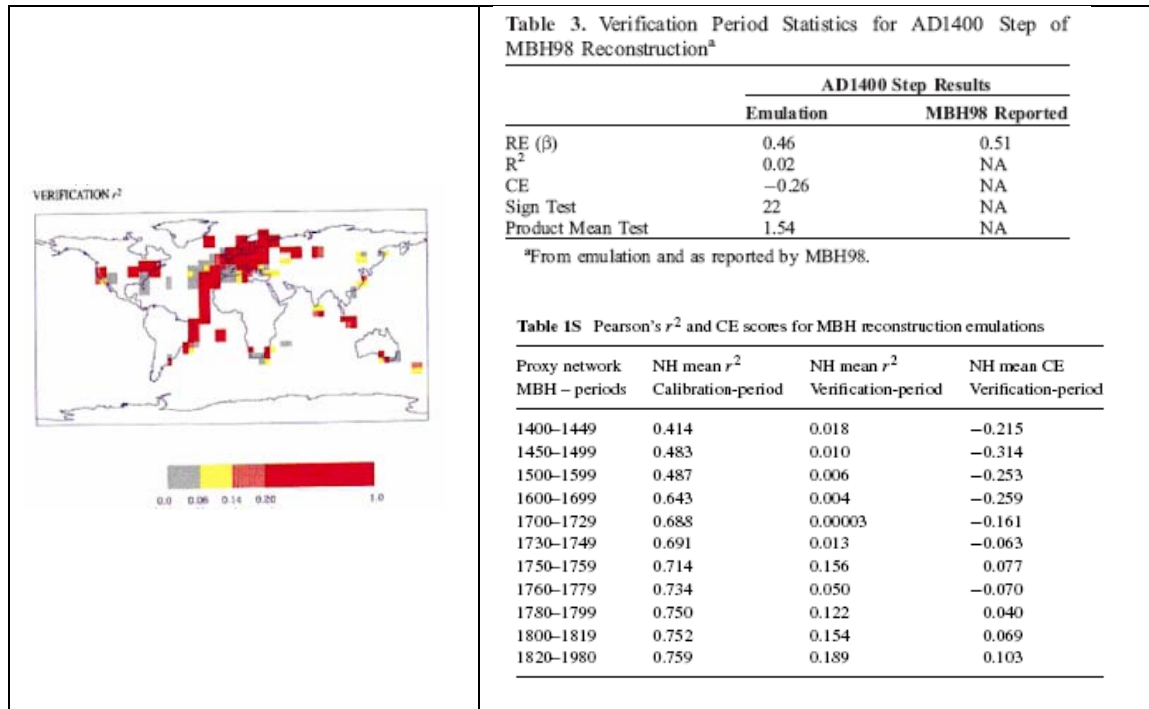 VERIFICATION r²
0.0 0.06 0.14 0.20 1.0
Table 3. Verification Period Statistics for AD1400 Step of
MBH98 Reconstructionᵃ
AD1400 Step Results
Emulation MBH98 Reported
RE (β) 0.46 0.51
R² 0.02 NA
CE −0.26 NA
Sign Test 22 NA
Product Mean Test 1.54 NA
ᵃFrom emulation and as reported by MBH98.
Table 1S Pearson's r² and CE scores for MBH reconstruction emulations
Proxy network NH mean r² NH mean r² NH mean CE
MBH – periods Calibration-period Verification-period Verification-period
1400–1449 0.414 0.018 −0.215
1450–1499 0.483 0.010 −0.314
1500–1599 0.487 0.006 −0.253
1600–1699 0.643 0.004 −0.259
1700–1729 0.688 0.00003 −0.161
1730–1749 0.691 0.013 −0.063
1750–1759 0.714 0.156 0.077
1760–1779 0.734 0.050 −0.070
1780–1799 0.750 0.122 0.040
1800–1819 0.752 0.154 0.069
1820–1980 0.759 0.189 0.103